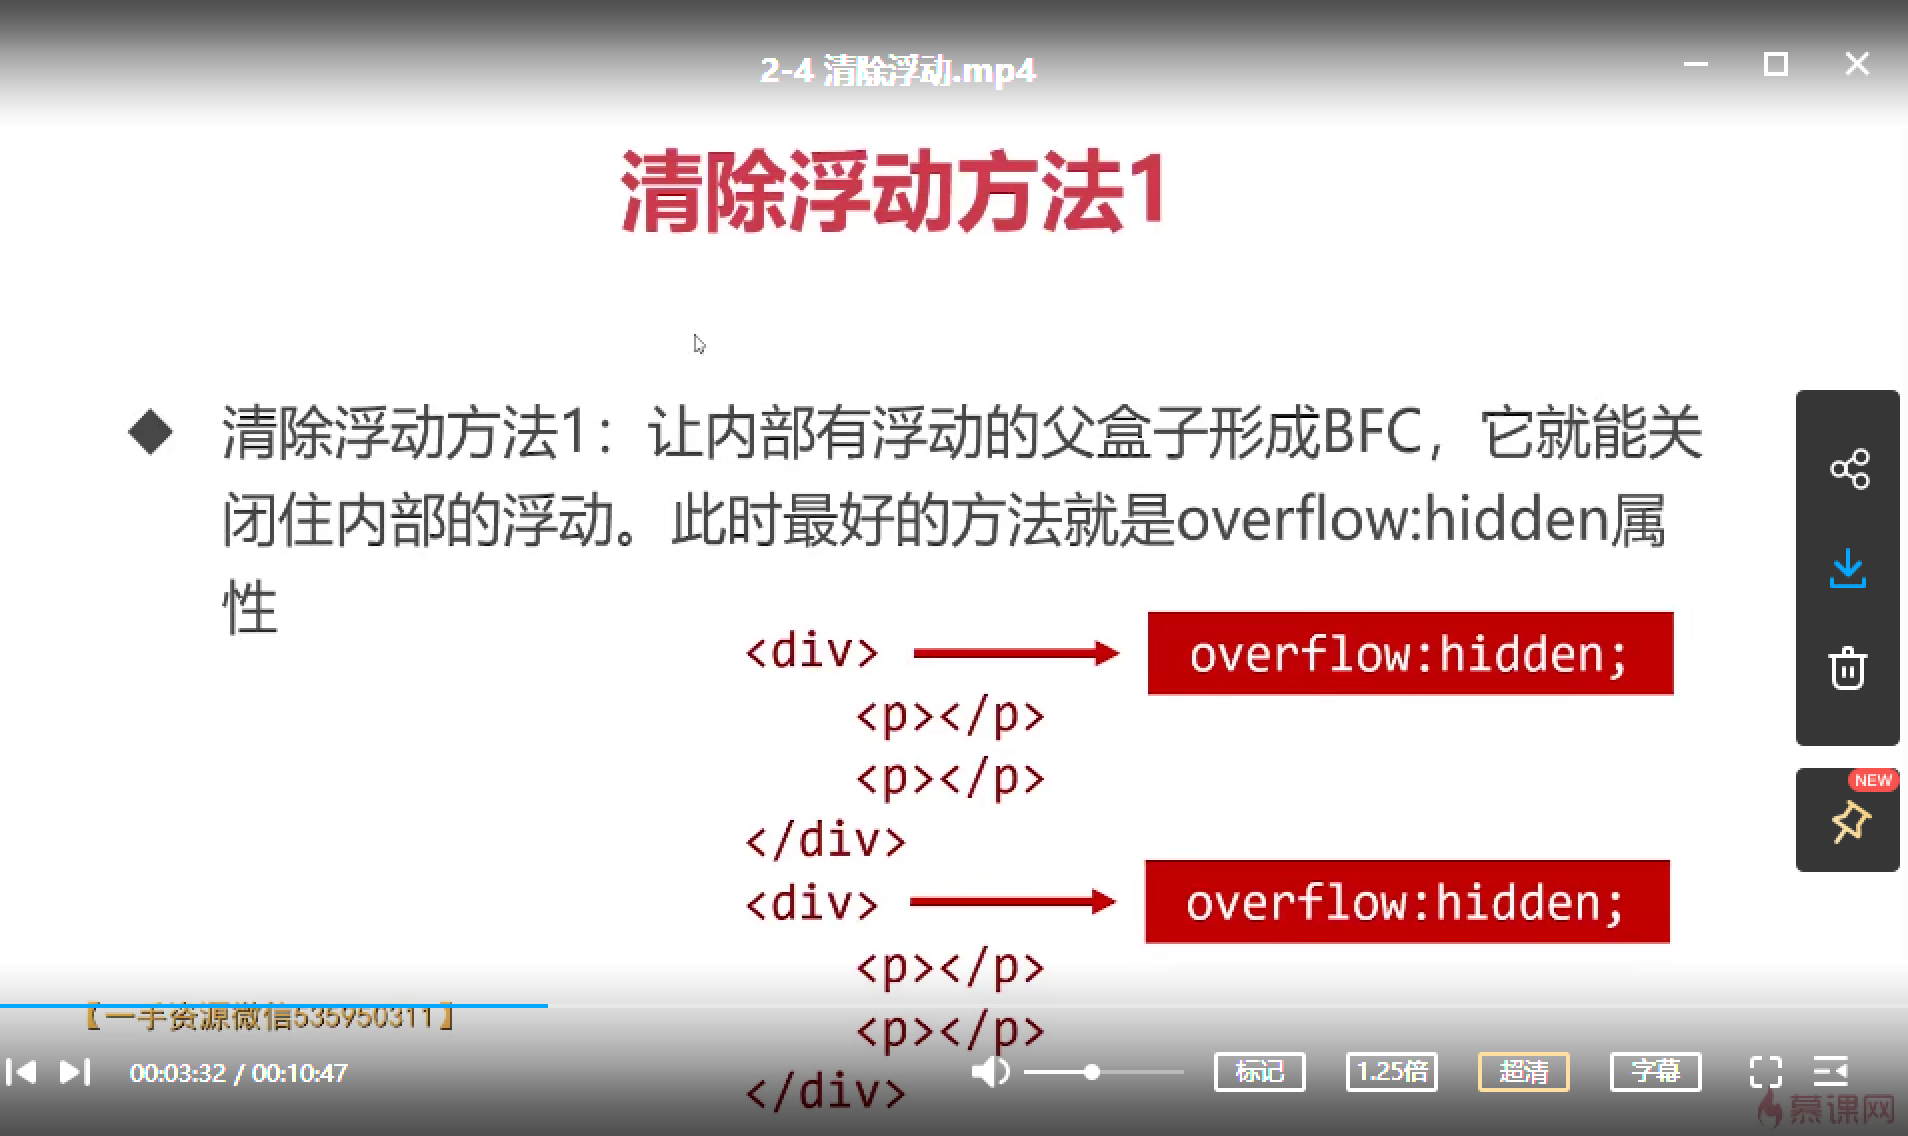 2-4 清除浮动.mp4
清除浮动方法1
清除浮动方法1：让内部有浮动的父盒子形成BFC，它就能关
闭住内部的浮动。此时最好的方法就是overflow:hidden属
性
<div>
overflow:hidden;
<p></p>
<p></p>
</div>
<div>
overflow:hidden;
<p></p>
<p></p>
</div>
NEW
【一手资源微信535950311】
00:03:32 / 00:10:47
标记
1.25倍
超清
字幕
慕课网